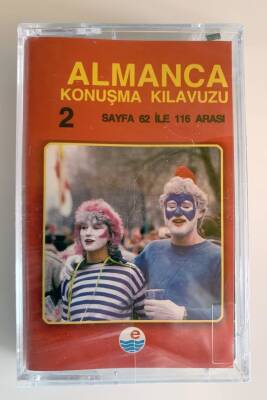 ALMANCA
KONUŞMA KILAVUZU
2 SAYFA 62 İLE 116 ARASI
e